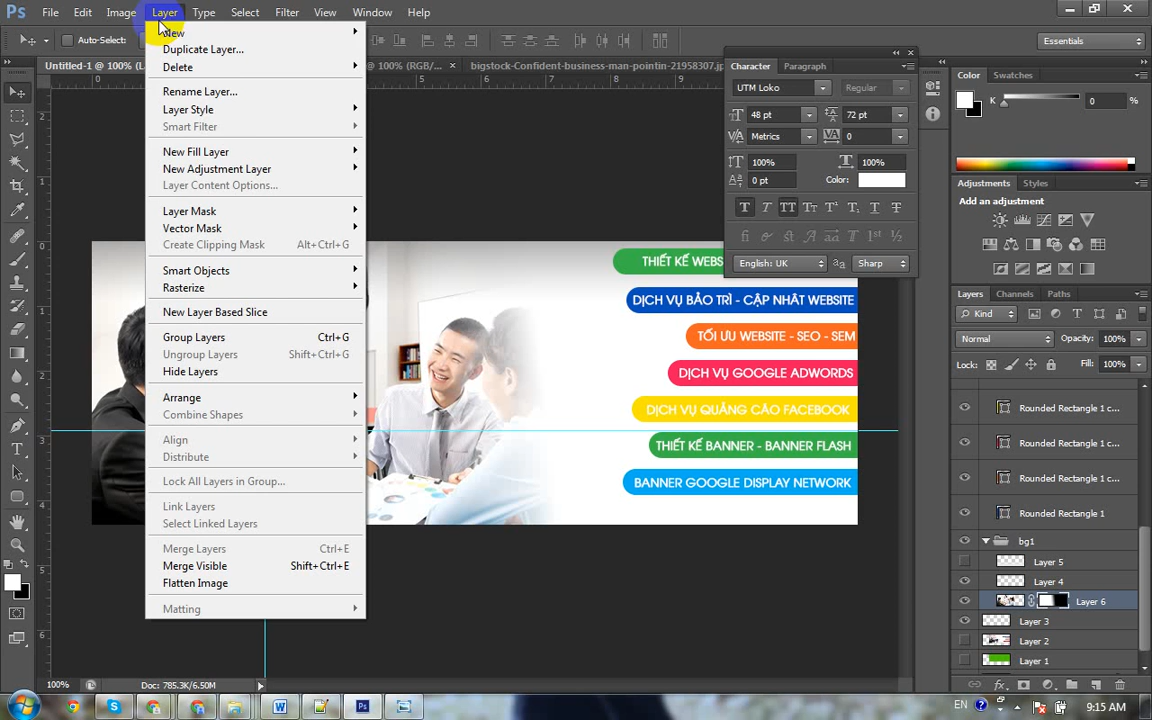 Ps File Edit Image Layer Type Select Filter View Window Help
Auto-Select: Essentials
Untitled-1 @ 100% (L @ 100% (RGB/... × bigstock-Confident-business-man-pointin-21958307.jp
New
Duplicate Layer...
Delete
Rename Layer...
Layer Style
Smart Filter
New Fill Layer
New Adjustment Layer
Layer Content Options...
Layer Mask
Vector Mask
Create Clipping Mask Alt+Ctrl+G
Smart Objects
Rasterize
New Layer Based Slice
Group Layers Ctrl+G
Ungroup Layers Shift+Ctrl+G
Hide Layers
Arrange
Combine Shapes
Align
Distribute
Lock All Layers in Group...
Link Layers
Select Linked Layers
Merge Layers Ctrl+E
Merge Visible Shift+Ctrl+E
Flatten Image
Matting
Character Paragraph
UTM Loko Regular
48 pt 72 pt
Metrics 0
100% 100%
0 pt Color:
English: UK Sharp
THIẾT KẾ WEBS
DỊCH VỤ BẢO TRÌ - CẬP NHẬT WEBSITE
TỐI ƯU WEBSITE - SEO - SEM
DỊCH VỤ GOOGLE ADWORDS
DỊCH VỤ QUẢNG CÁO FACEBOOK
THIẾT KẾ BANNER - BANNER FLASH
BANNER GOOGLE DISPLAY NETWORK
Color Swatches
K 0 %
Adjustments Styles
Add an adjustment
Layers Channels Paths
Kind
Normal Opacity: 100%
Lock: Fill: 100%
Rounded Rectangle 1 c...
Rounded Rectangle 1 c...
Rounded Rectangle 1 c...
Rounded Rectangle 1
bg1
Layer 5
Layer 4
Layer 6
Layer 3
Layer 2
Layer 1
100% Doc: 785.3K/6.50M
EN 9:15 AM